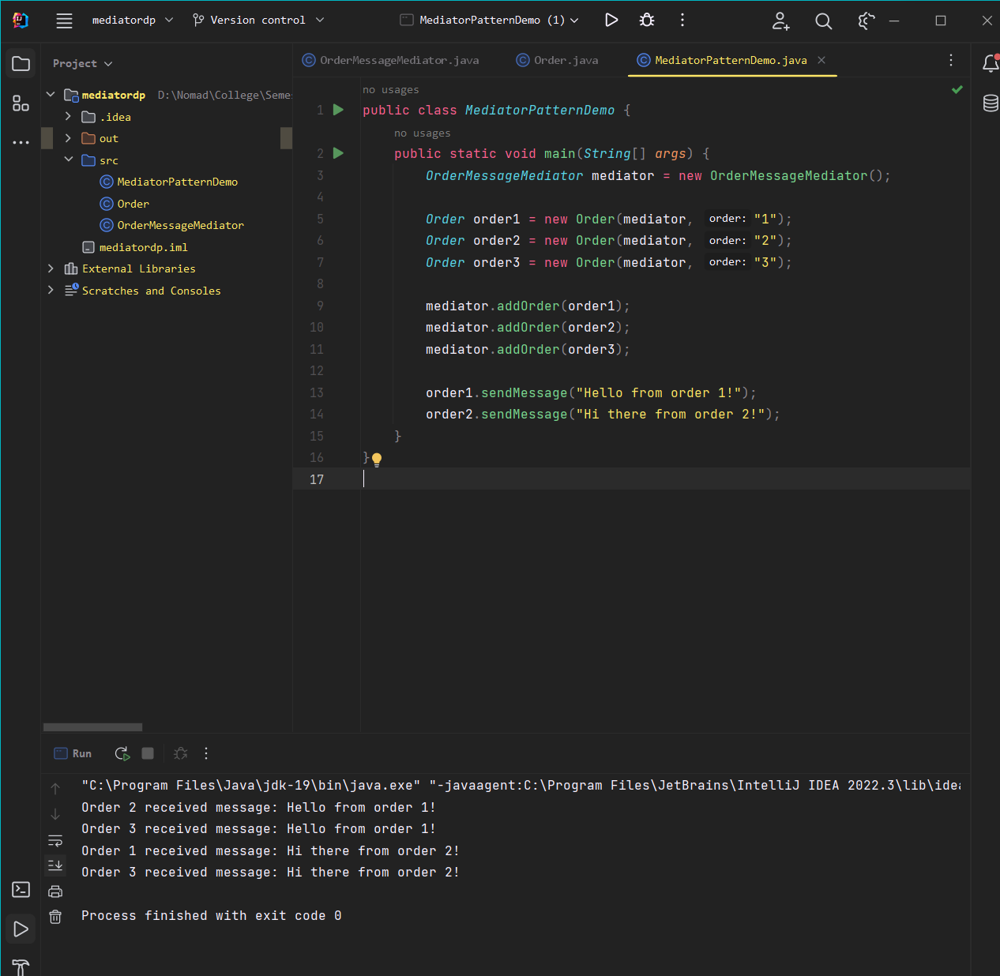 mediatordp
Version control
MediatorPatternDemo (1)
Project
OrderMessageMediator.java
Order.java
MediatorPatternDemo.java
mediatordp D:\Nomad\College\Seme
.idea
out
src
MediatorPatternDemo
Order
OrderMessageMediator
mediatordp.iml
External Libraries
Scratches and Consoles
no usages
1 public class MediatorPatternDemo {
no usages
2 public static void main(String[] args) {
3 OrderMessageMediator mediator = new OrderMessageMediator();
4
5 Order order1 = new Order(mediator, order: "1");
6 Order order2 = new Order(mediator, order: "2");
7 Order order3 = new Order(mediator, order: "3");
8
9 mediator.addOrder(order1);
10 mediator.addOrder(order2);
11 mediator.addOrder(order3);
12
13 order1.sendMessage("Hello from order 1!");
14 order2.sendMessage("Hi there from order 2!");
15 }
16 }
17
Run
"C:\Program Files\Java\jdk-19\bin\java.exe" "-javaagent:C:\Program Files\JetBrains\IntelliJ IDEA 2022.3\lib\idea
Order 2 received message: Hello from order 1!
Order 3 received message: Hello from order 1!
Order 1 received message: Hi there from order 2!
Order 3 received message: Hi there from order 2!
Process finished with exit code 0